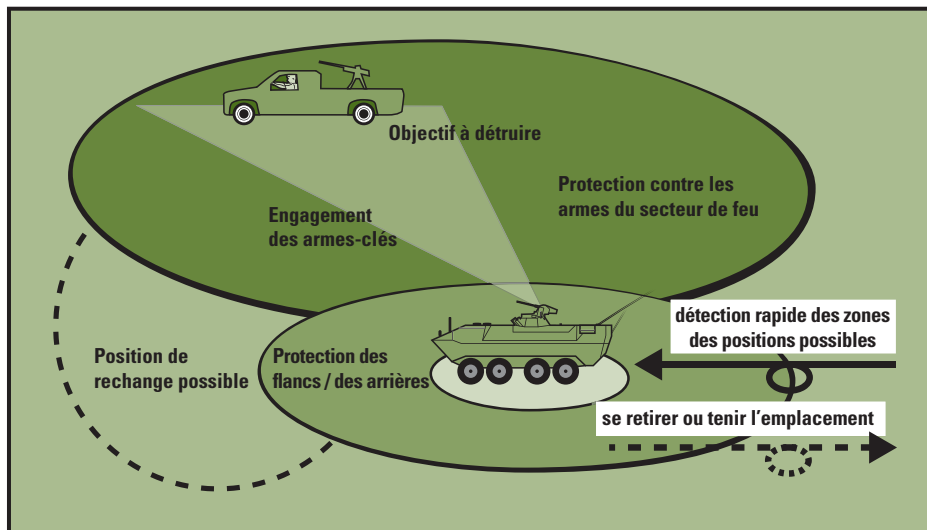 Objectif à détruire
Protection contre les
armes du secteur de feu
Engagement
des armes-clés
détection rapide des zones
des positions possibles
Position de
rechange possible
Protection des
flancs / des arrières
se retirer ou tenir l’emplacement